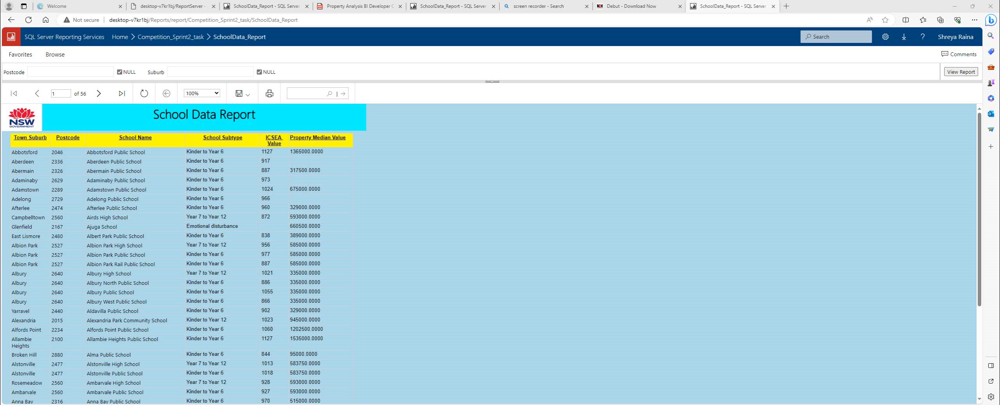 Welcome
desktop-v7kr1bj/ReportServer -
SchoolData_Report - SQL Server
Property Analysis BI Developer C
SchoolData_Report - SQL Server
screen recorder - Search
NCH Debut - Download Now
SchoolData_Report - SQL Server
Not secure desktop-v7kr1bj/Reports/report/Competition_Sprint2_task/SchoolData_Report
SQL Server Reporting Services Home > Competition_Sprint2_task > SchoolData_Report Search ? Shreya Raina
Favorites Browse Comments
Postcode NULL Suburb NULL View Report
1 of 56 100%
NSW
GOVERNMENT
School Data Report
Town Suburb Postcode School Name School Subtype ICSEA Value Property Median Value
Abbotsford 2046 Abbotsford Public School Kinder to Year 6 1127 1365000.0000
Aberdeen 2336 Aberdeen Public School Kinder to Year 6 917
Abermain 2326 Abermain Public School Kinder to Year 6 887 317500.0000
Adaminaby 2629 Adaminaby Public School Kinder to Year 6 973
Adamstown 2289 Adamstown Public School Kinder to Year 6 1024 675000.0000
Adelong 2729 Adelong Public School Kinder to Year 6 966
Afterlee 2474 Afterlee Public School Kinder to Year 6 960 329000.0000
Campbelltown 2560 Airds High School Year 7 to Year 12 872 593000.0000
Glenfield 2167 Ajuga School Emotional disturbance 660500.0000
East Lismore 2480 Albert Park Public School Kinder to Year 6 838 389000.0000
Albion Park 2527 Albion Park High School Year 7 to Year 12 956 585000.0000
Albion Park 2527 Albion Park Public School Kinder to Year 6 977 585000.0000
Albion Park 2527 Albion Park Rail Public School Kinder to Year 6 887 585000.0000
Albury 2640 Albury High School Year 7 to Year 12 1021 335000.0000
Albury 2640 Albury North Public School Kinder to Year 6 886 335000.0000
Albury 2640 Albury Public School Kinder to Year 6 1055 335000.0000
Albury 2640 Albury West Public School Kinder to Year 6 866 335000.0000
Yarravel 2440 Aldavilla Public School Kinder to Year 6 902 329000.0000
Alexandria 2015 Alexandria Park Community School Kinder to Year 12 1023 945000.0000
Alfords Point 2234 Alfords Point Public School Kinder to Year 6 1060 1202500.0000
Allambie Heights 2100 Allambie Heights Public School Kinder to Year 6 1127 1535000.0000
Broken Hill 2880 Alma Public School Kinder to Year 6 844 95000.0000
Alstonville 2477 Alstonville High School Year 7 to Year 12 1013 583750.0000
Alstonville 2477 Alstonville Public School Kinder to Year 6 1018 583750.0000
Rosemeadow 2560 Ambarvale High School Year 7 to Year 12 928 593000.0000
Ambarvale 2560 Ambarvale Public School Kinder to Year 6 927 593000.0000
Anna Bay 2316 Anna Bay Public School Kinder to Year 6 970 515000.0000